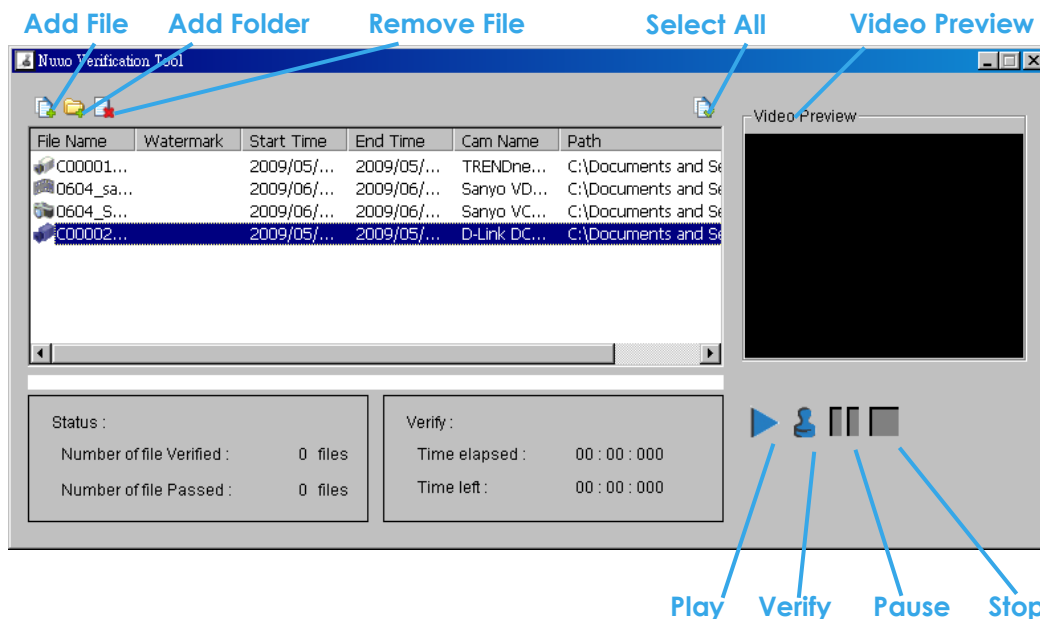 Add File Add Folder Remove File Select All Video Preview
Nuuo Verification Tool
Video Preview
File Name Watermark Start Time End Time Cam Name Path
C00001... 2009/05/... 2009/05/... TRENDne... C:\Documents and Se
0604_sa... 2009/06/... 2009/06/... Sanyo VD... C:\Documents and Se
0604_S... 2009/06/... 2009/06/... Sanyo VC... C:\Documents and Se
C00002... 2009/05/... 2009/05/... D-Link DC... C:\Documents and Se
Status :
Number of file Verified : 0 files
Number of file Passed : 0 files
Verify :
Time elapsed : 00 : 00 : 000
Time left : 00 : 00 : 000
Play Verify Pause Stop